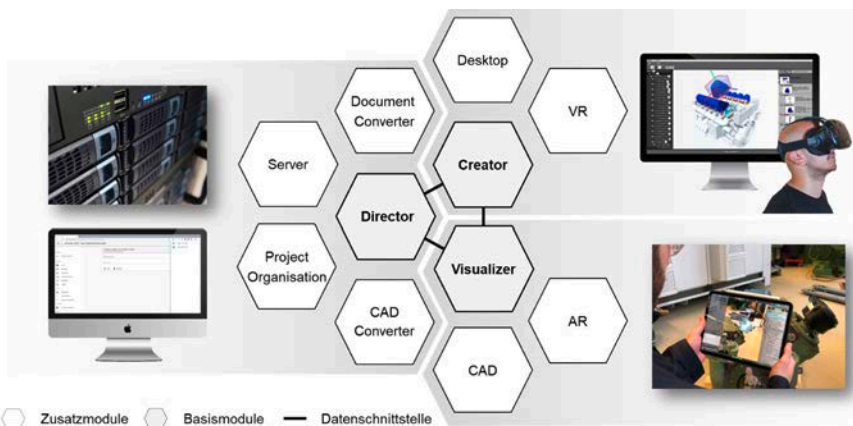 Desktop
Document
Converter
VR
Server
Creator
Director
Project
Organisation
Visualizer
CAD
Converter
AR
CAD
Zusatzmodule
Basismodule
Datenschnittstelle